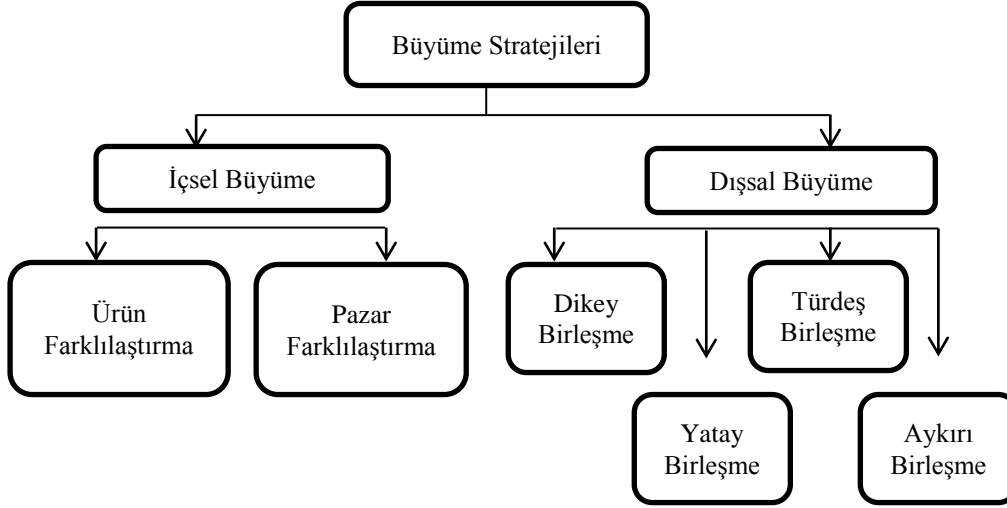 Büyüme Stratejileri
İçsel Büyüme
Dışsal Büyüme
Ürün
Farklılaştırma
Pazar
Farklılaştırma
Dikey
Birleşme
Türdeş
Birleşme
Yatay
Birleşme
Aykırı
Birleşme